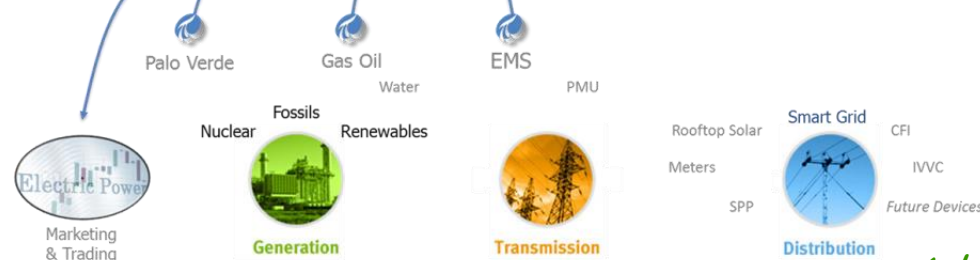 Palo Verde
Gas Oil
EMS
Water
PMU
Fossils
Nuclear
Renewables
Smart Grid
Rooftop Solar
CFI
Meters
IVVC
SPP
Future Devices
Electric Power
Marketing
& Trading
Generation
Transmission
Distribution